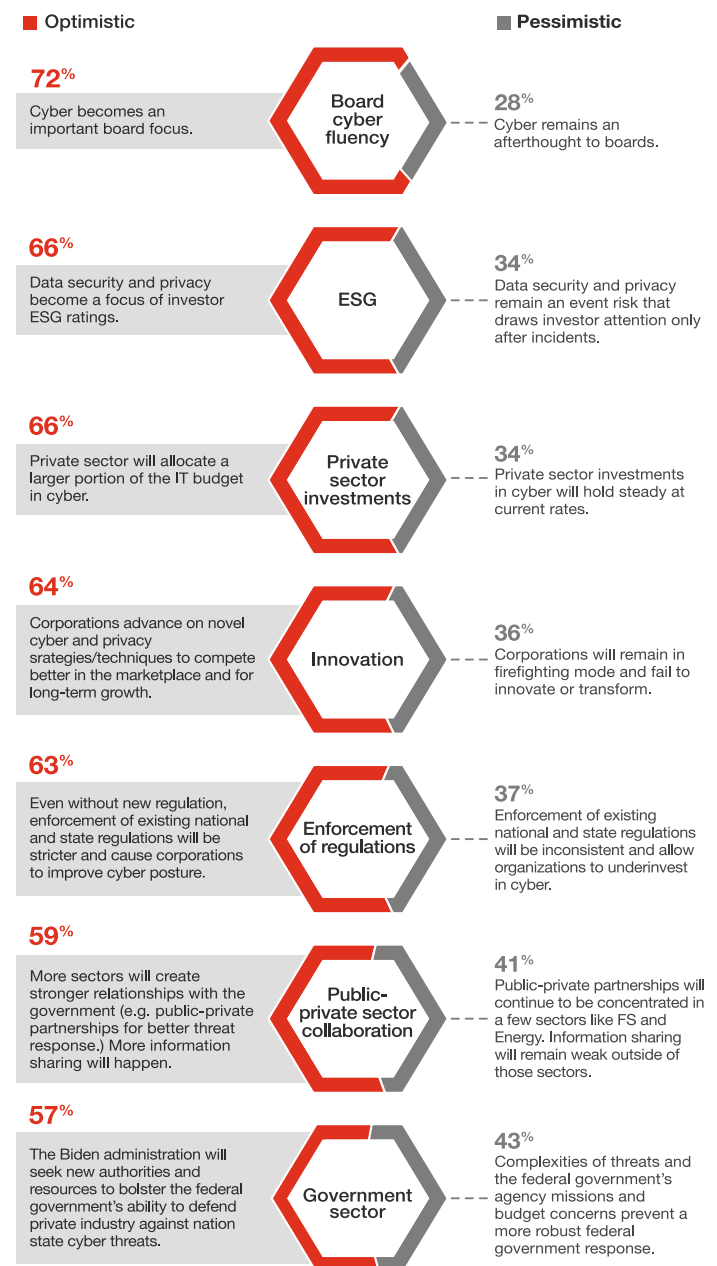 Optimistic
Pessimistic
72%
Cyber becomes an
important board focus.
Board
cyber
fluency
28%
Cyber remains an
afterthought to boards.
66%
Data security and privacy
become a focus of investor
ESG ratings.
ESG
34%
Data security and privacy
remain an event risk that
draws investor attention only
after incidents.
66%
Private sector will allocate a
larger portion of the IT budget
in cyber.
Private
sector
investments
34%
Private sector investments
in cyber will hold steady at
current rates.
64%
Corporations advance on novel
cyber and privacy
srategies/techniques to compete
better in the marketplace and for
long-term growth.
Innovation
36%
Corporations will remain in
firefighting mode and fail to
innovate or transform.
63%
Even without new regulation,
enforcement of existing national
and state regulations will be
stricter and cause corporations
to improve cyber posture.
Enforcement
of regulations
37%
Enforcement of existing
national and state regulations
will be inconsistent and allow
organizations to underinvest
in cyber.
59%
More sectors will create
stronger relationships with the
government (e.g. public-private
partnerships for better threat
response.) More information
sharing will happen.
Public-
private sector
collaboration
41%
Public-private partnerships will
continue to be concentrated in
a few sectors like FS and
Energy. Information sharing
will remain weak outside of
those sectors.
57%
The Biden administration will
seek new authorities and
resources to bolster the federal
government's ability to defend
private industry against nation
state cyber threats.
Government
sector
43%
Complexities of threats and
the federal government's
agency missions and
budget concerns prevent a
more robust federal
government response.